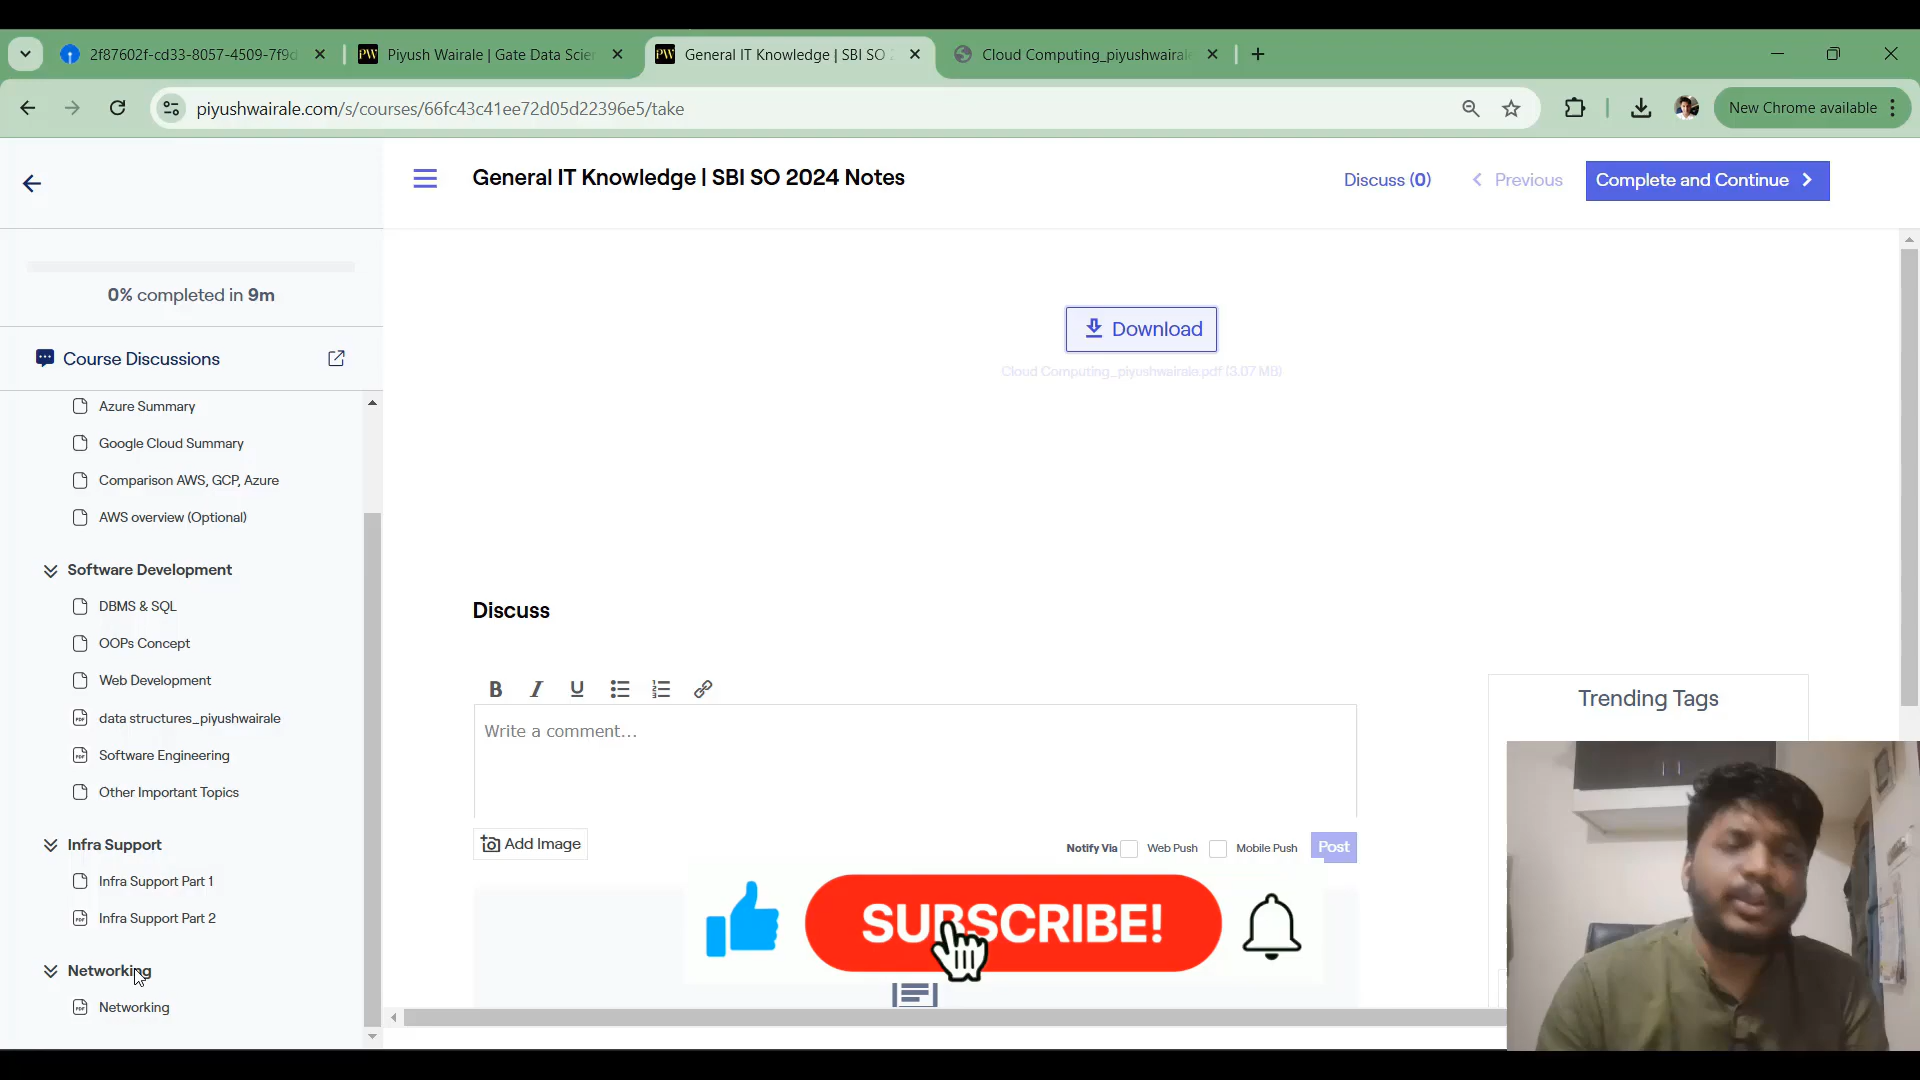 2f87602f-cd33-8057-4509-7f9d
Piyush Wairale | Gate Data Scien
General IT Knowledge | SBI SO 2
Cloud Computing_piyushwairale
piyushwairale.com/s/courses/66fc43c41ee72d05d22396e5/take
New Chrome available
General IT Knowledge | SBI SO 2024 Notes
Discuss (0)
Previous
Complete and Continue
0% completed in 9m
Course Discussions
Download
Cloud Computing_piyushwairale.pdf (3.07 MB)
Azure Summary
Google Cloud Summary
Comparison AWS, GCP, Azure
AWS overview (Optional)
Software Development
DBMS & SQL
OOPs Concept
Web Development
data structures_piyushwairale
Software Engineering
Other Important Topics
Infra Support
Infra Support Part 1
Infra Support Part 2
Networking
Networking
Discuss
B I U
Write a comment...
Add Image
Notify Via Web Push Mobile Push Post
Trending Tags
SUBSCRIBE!